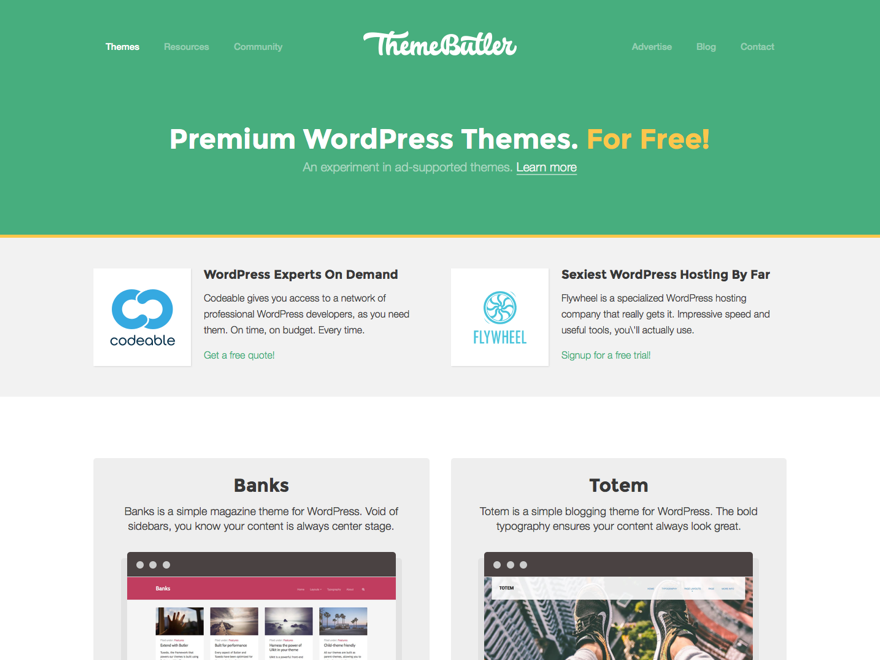 Themes Resources Community ThemeButler Advertise Blog Contact
Premium WordPress Themes. For Free!
An experiment in ad-supported themes. Learn more
WordPress Experts On Demand
Codeable gives you access to a network of
professional WordPress developers, as you need
them. On time, on budget. Every time.
Get a free quote!
codeable
Sexiest WordPress Hosting By Far
Flywheel is a specialized WordPress hosting
company that really gets it. Impressive speed and
useful tools, you\'ll actually use.
Signup for a free trial!
FLYWHEEL
Banks
Banks is a simple magazine theme for WordPress. Void of
sidebars, you know your content is always center stage.
Banks
Extend with Butler
Built for performance
Harness the power of
Child theme friendly
Totem
Totem is a simple blogging theme for WordPress. The bold
typography ensures your content always look great.
TOTEM